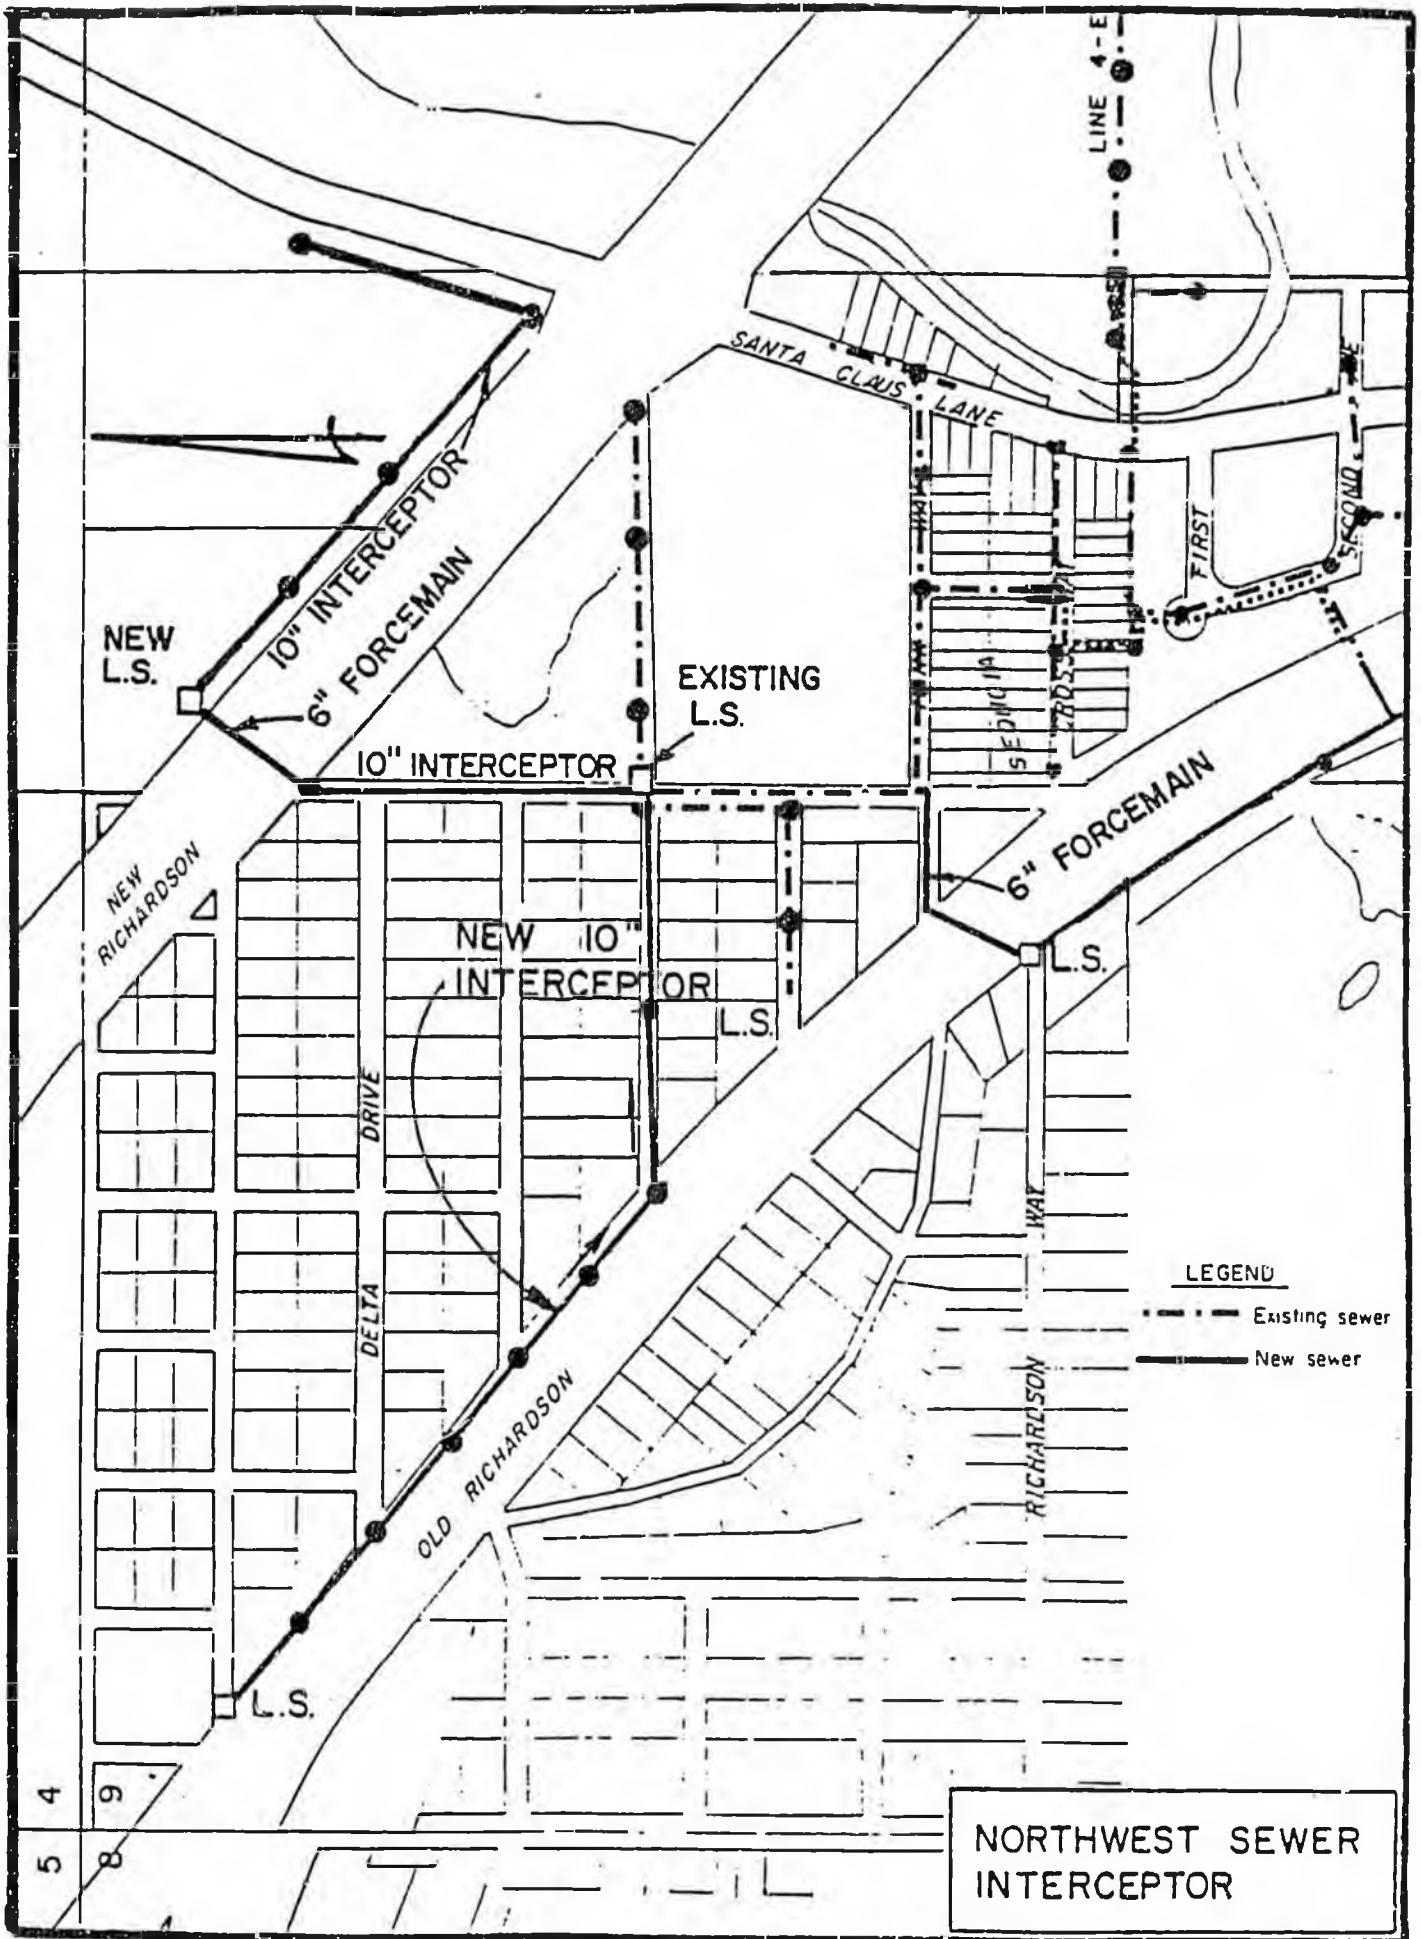 LINE 4-E
SANTA CLAUS LANE
10" INTERCEPTOR
6" FORCEMAIN
NEW
L.S.
EXISTING
L.S.
10" INTERCEPTOR
WAY
FIRST
SECOND
NEW
RICHARDSON
6" FORCEMAIN
NEW 10"
INTERCEPTOR
L.S.
L.S.
DRIVE
DELTA
WAY
RICHARDSON
OLD RICHARDSON
LEGEND
Existing sewer
New sewer
L.S.
4
9
5
8
NORTHWEST SEWER
INTERCEPTOR